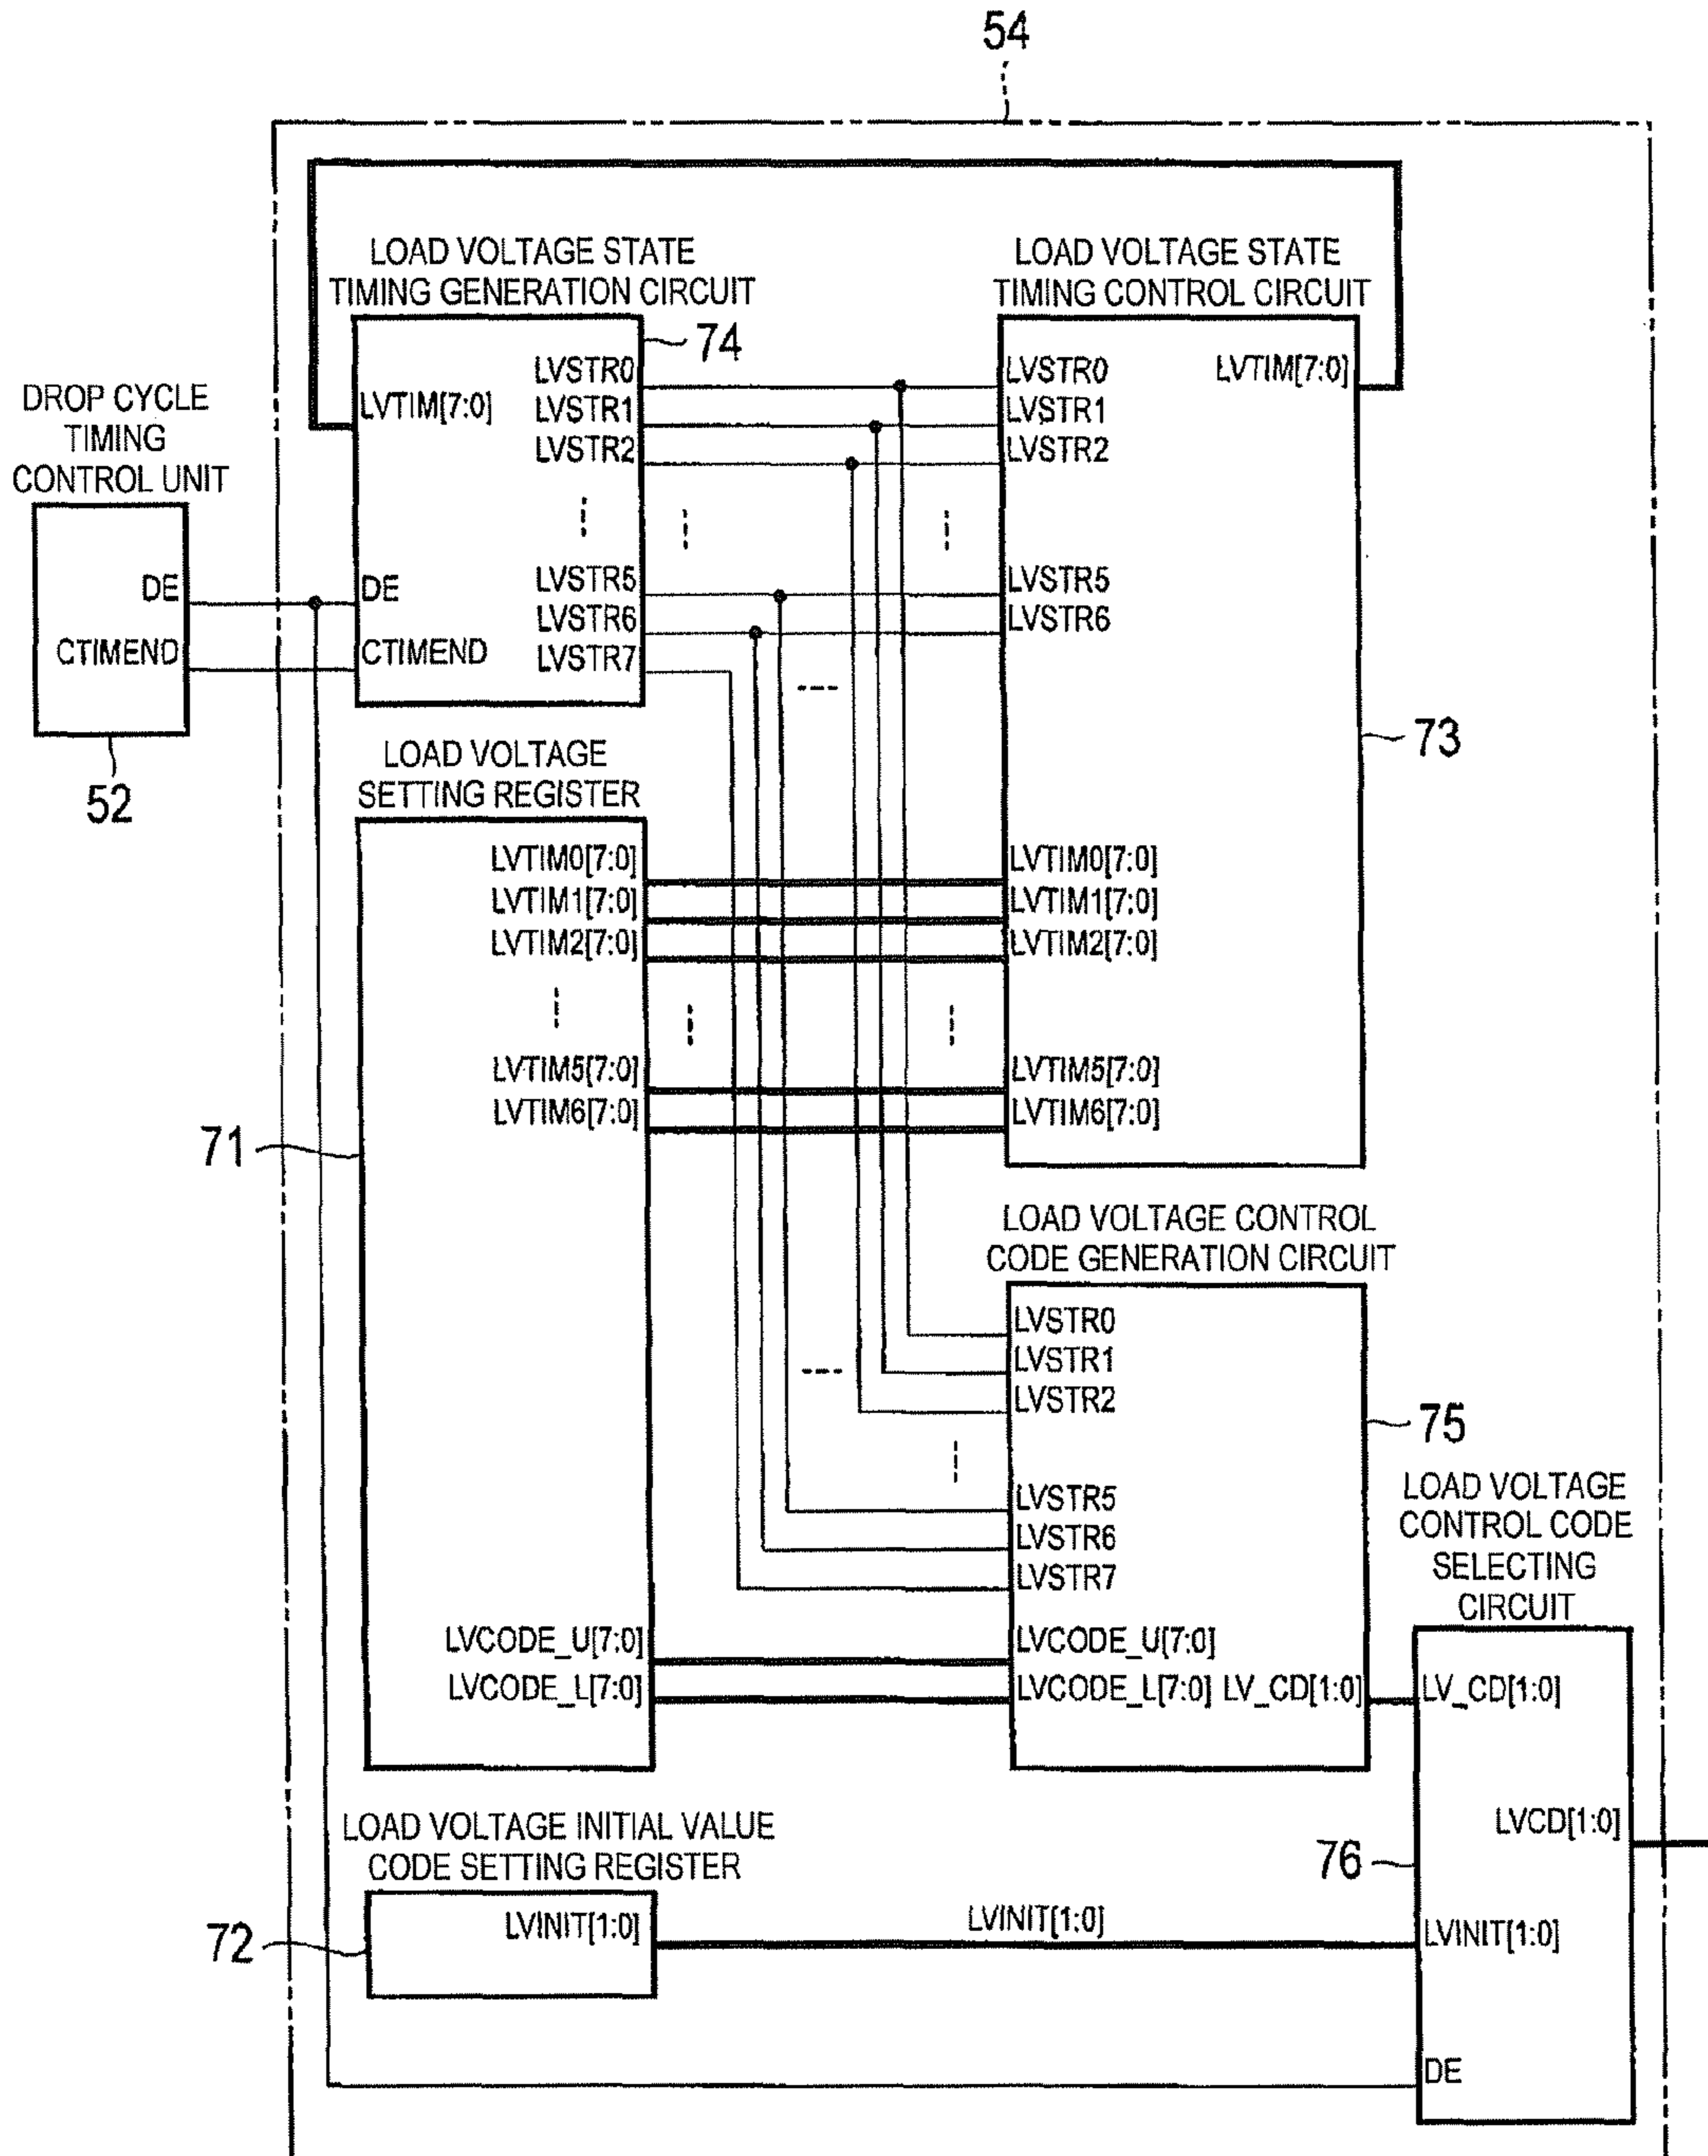 54
LOAD VOLTAGE STATE
TIMING GENERATION CIRCUIT
74
LVTIM[7:0]
LVSTR0
LVSTR1
LVSTR2
LVSTR5
LVSTR6
LVSTR7
DE
CTIMEND
LOAD VOLTAGE STATE
TIMING CONTROL CIRCUIT
LVSTR0
LVSTR1
LVSTR2
LVSTR5
LVSTR6
LVTIM[7:0]
73
LVTIM0[7:0]
LVTIM1[7:0]
LVTIM2[7:0]
LVTIM5[7:0]
LVTIM6[7:0]
DROP CYCLE
TIMING
CONTROL UNIT
DE
CTIMEND
52
LOAD VOLTAGE
SETTING REGISTER
LVTIM0[7:0]
LVTIM1[7:0]
LVTIM2[7:0]
LVTIM5[7:0]
LVTIM6[7:0]
71
LVCODE_U[7:0]
LVCODE_L[7:0]
LOAD VOLTAGE CONTROL
CODE GENERATION CIRCUIT
LVSTR0
LVSTR1
LVSTR2
LVSTR5
LVSTR6
LVSTR7
LVCODE_U[7:0]
LVCODE_L[7:0] LV_CD[1:0]
75
LOAD VOLTAGE
CONTROL CODE
SELECTING
CIRCUIT
LV_CD[1:0]
LVCD[1:0]
76
LVINIT[1:0]
DE
LOAD VOLTAGE INITIAL VALUE
CODE SETTING REGISTER
LVINIT[1:0]
72
LVINIT[1:0]